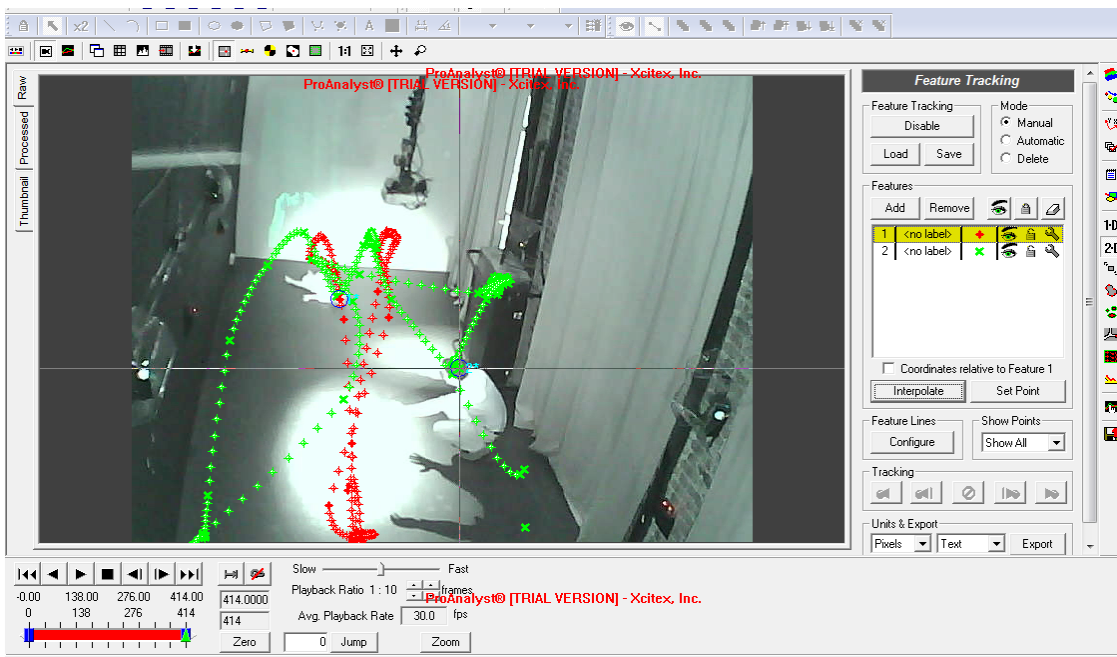 x2
A
1:1
ProAnalyst® [TRIAL VERSION] - Xcitex, Inc.
ProAnalyst® [TRIAL VERSION] - Xcitex, Inc.
Raw
Processed
Thumbnail
Feature Tracking
Feature Tracking
Disable
Load Save
Mode
Manual
Automatic
Delete
Features
Add Remove
1 <no label>
2 <no label>
Coordinates relative to Feature 1
Interpolate Set Point
Feature Lines
Configure
Show Points
Show All
Tracking
Units & Export
Pixels Text Export
1-D
2-D
Slow Fast
Playback Ratio 1 : 10 frames
-0.00 138.00 276.00 414.00 414.0000
ProAnalyst® [TRIAL VERSION] - Xcitex, Inc.
0 138 276 414 414
Avg. Playback Rate 30.0 fps
Zero 0 Jump Zoom